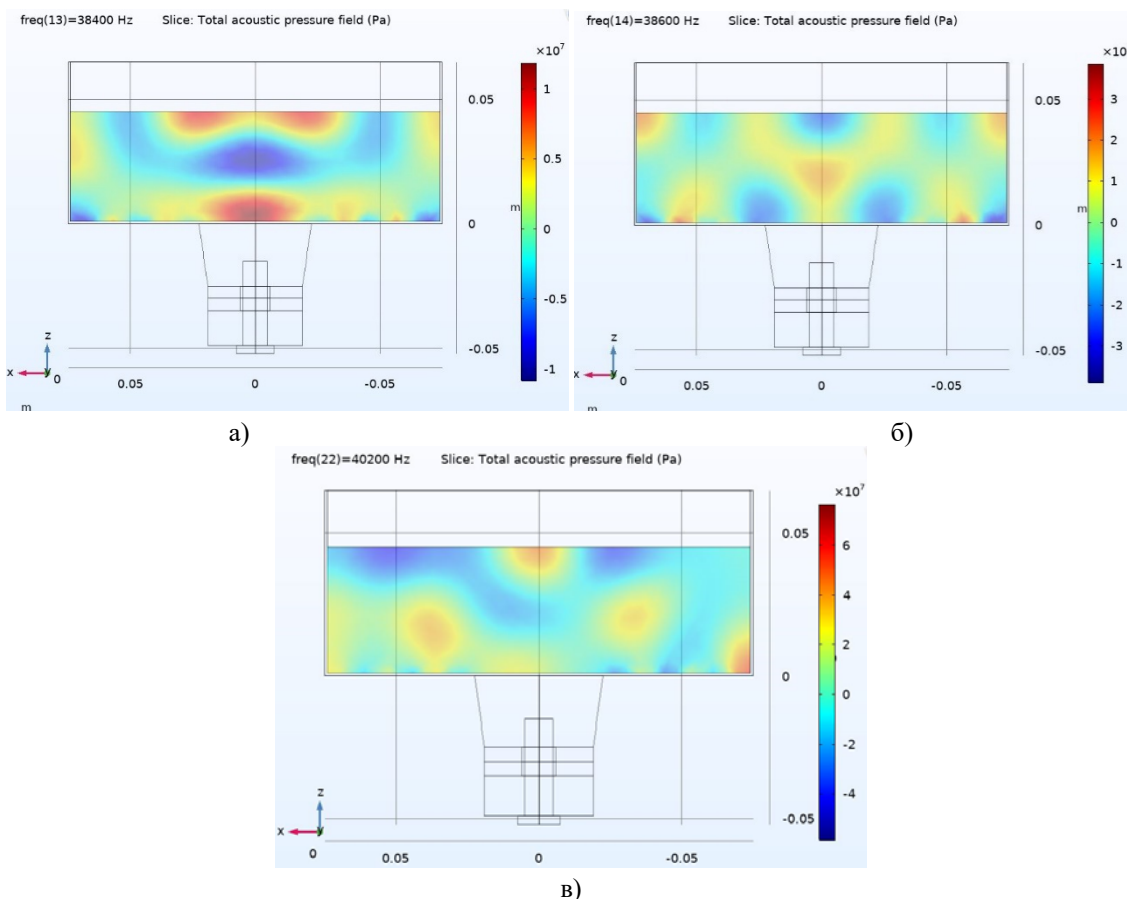 freq(13)=38400 Hz Slice: Total acoustic pressure field (Pa)
×10⁷
1
0.5
0
-0.5
-1
0.05
m
0
-0.05
z
y
x
0
0.05
0
-0.05
m
а)
freq(14)=38600 Hz Slice: Total acoustic pressure field (Pa)
×10
3
2
1
0
-1
-2
-3
0.05
m
0
-0.05
z
y
x
0
0.05
0
-0.05
m
б)
freq(22)=40200 Hz Slice: Total acoustic pressure field (Pa)
×10⁷
6
4
2
0
-2
-4
0.05
0
-0.05
z
y
x
0
0.05
0
-0.05
в)